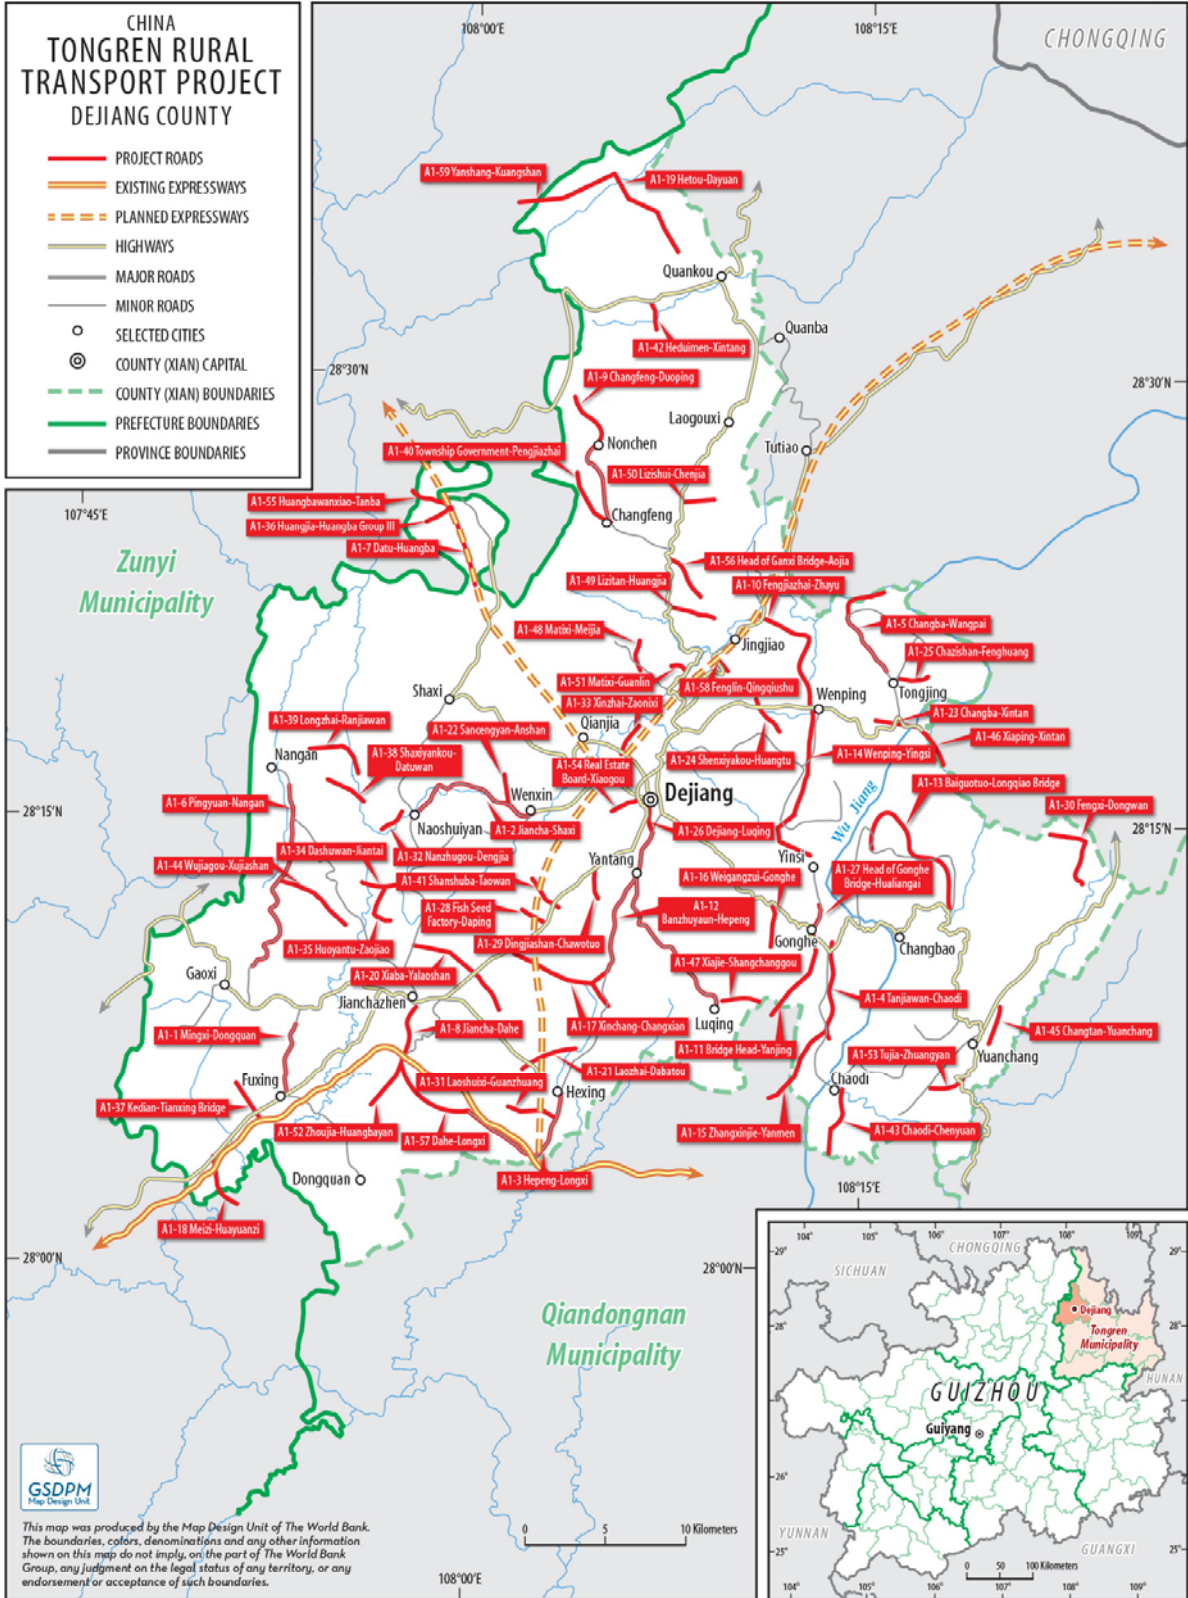 CHINA
TONGREN RURAL
TRANSPORT PROJECT
DEJIANG COUNTY
PROJECT ROADS
EXISTING EXPRESSWAYS
PLANNED EXPRESSWAYS
HIGHWAYS
MAJOR ROADS
MINOR ROADS
SELECTED CITIES
COUNTY (XIAN) CAPITAL
COUNTY (XIAN) BOUNDARIES
PREFECTURE BOUNDARIES
PROVINCE BOUNDARIES
108°00'E
108°15'E
CHONGQING
A1-59 Yanshang-Kuangshan
A1-19 Hetou-Dayuan
Quankou
Quanba
A1-42 Heduimen-Xintang
28°30'N
28°30'N
A1-9 Changfeng-Duoping
Laogouxi
Nonchen
Tutiao
A1-40 Township Government-Pengjiazhai
A1-50 Lizishui-Chenjia
107°45'E
A1-55 Huangbawanxiao-Tanba
A1-36 Huangjia-Huangba Group III
Changfeng
A1-7 Datu-Huangba
Zunyi
Municipality
A1-56 Head of Ganxi Bridge-Aojia
A1-49 Lizitan-Huangjia
A1-10 Fengjiazhai-Zhayu
A1-5 Changba-Wangpai
A1-48 Matixi-Meijia
Jingjiao
A1-25 Chazishan-Fenghuang
A1-51 Matixi-Guanlin
A1-58 Fenglin-Qingqiushu
Shaxi
Wenping
Tongjing
A1-33 Xinzhai-Zaonixi
A1-23 Changba-Xintan
A1-39 Longzhai-Ranjiawan
A1-22 Sancengyan-Anshan
Qianjia
A1-46 Xiaping-Xintan
Nangan
A1-38 Shaxiyankou-
Datuwan
A1-54 Real Estate
Board-Xiaogou
A1-24 Shenxiyakou-Huangtu
A1-14 Wenping-Yingsi
A1-13 Baiguotuo-Longqiao Bridge
Dejiang
A1-6 Pingyuan-Nangan
Wenxin
A1-30 Fengxi-Dongwan
28°15'N
Naoshuiyan
A1-2 Jiancha-Shaxi
A1-26 Dejiang-Luqing
Wu Jiang
28°15'N
A1-34 Dashuwan-Jiantai
A1-32 Nanzhugou-Dengjia
Yantang
Yinsi
A1-44 Wujiagou-Xujiashan
A1-41 Shanshuba-Taowan
A1-16 Weigangzui-Gonghe
A1-27 Head of Gonghe
Bridge-Hualiangai
A1-28 Fish Seed
Factory-Daping
A1-12
Banzhuyaun-Hepeng
A1-35 Huoyantu-Zaojiao
A1-29 Dingjiashan-Chawotuo
Gonghe
Changbao
A1-47 Xiajie-Shangchanggou
Gaoxi
A1-20 Xiaba-Yalaoshan
Jianchazhen
A1-4 Tanjiawan-Chaodi
A1-1 Mingxi-Dongquan
A1-8 Jiancha-Dahe
A1-17 Xinchang-Changxian
Luqing
A1-45 Changtan-Yuanchang
A1-11 Bridge Head-Yanjing
A1-53 Tujia-Zhuangyan
Yuanchang
Fuxing
A1-31 Laoshuixi-Guanzhuang
A1-21 Laozhai-Dabatou
Chaodi
Hexing
A1-37 Kedian-Tianxing Bridge
A1-52 Zhoujia-Huangbayan
A1-57 Dahe-Longxi
A1-15 Zhangxinjie-Yanmen
A1-43 Chaodi-Chenyuan
Dongquan
A1-3 Hepeng-Longxi
108°15'E
A1-18 Meizi-Huayuanzi
28°00'N
28°00'N
Qiandongnan
Municipality
104° 105° 106° 107° 108° 109°
29°
29°
CHONGQING
SICHUAN
Dejiang
28°
28°
Tongren
Municipality
HUNAN
GUIZHOU
Guiyang
26°
26°
YUNNAN
GUANGXI
25°
25°
0 50 100 Kilometers
104° 105° 106° 107° 108° 109°
GSDPM
Map Design Unit
This map was produced by the Map Design Unit of The World Bank.
The boundaries, colors, denominations and any other information
shown on this map do not imply, on the part of The World Bank
Group, any judgment on the legal status of any territory, or any
endorsement or acceptance of such boundaries.
0 5 10 Kilometers
108°00'E